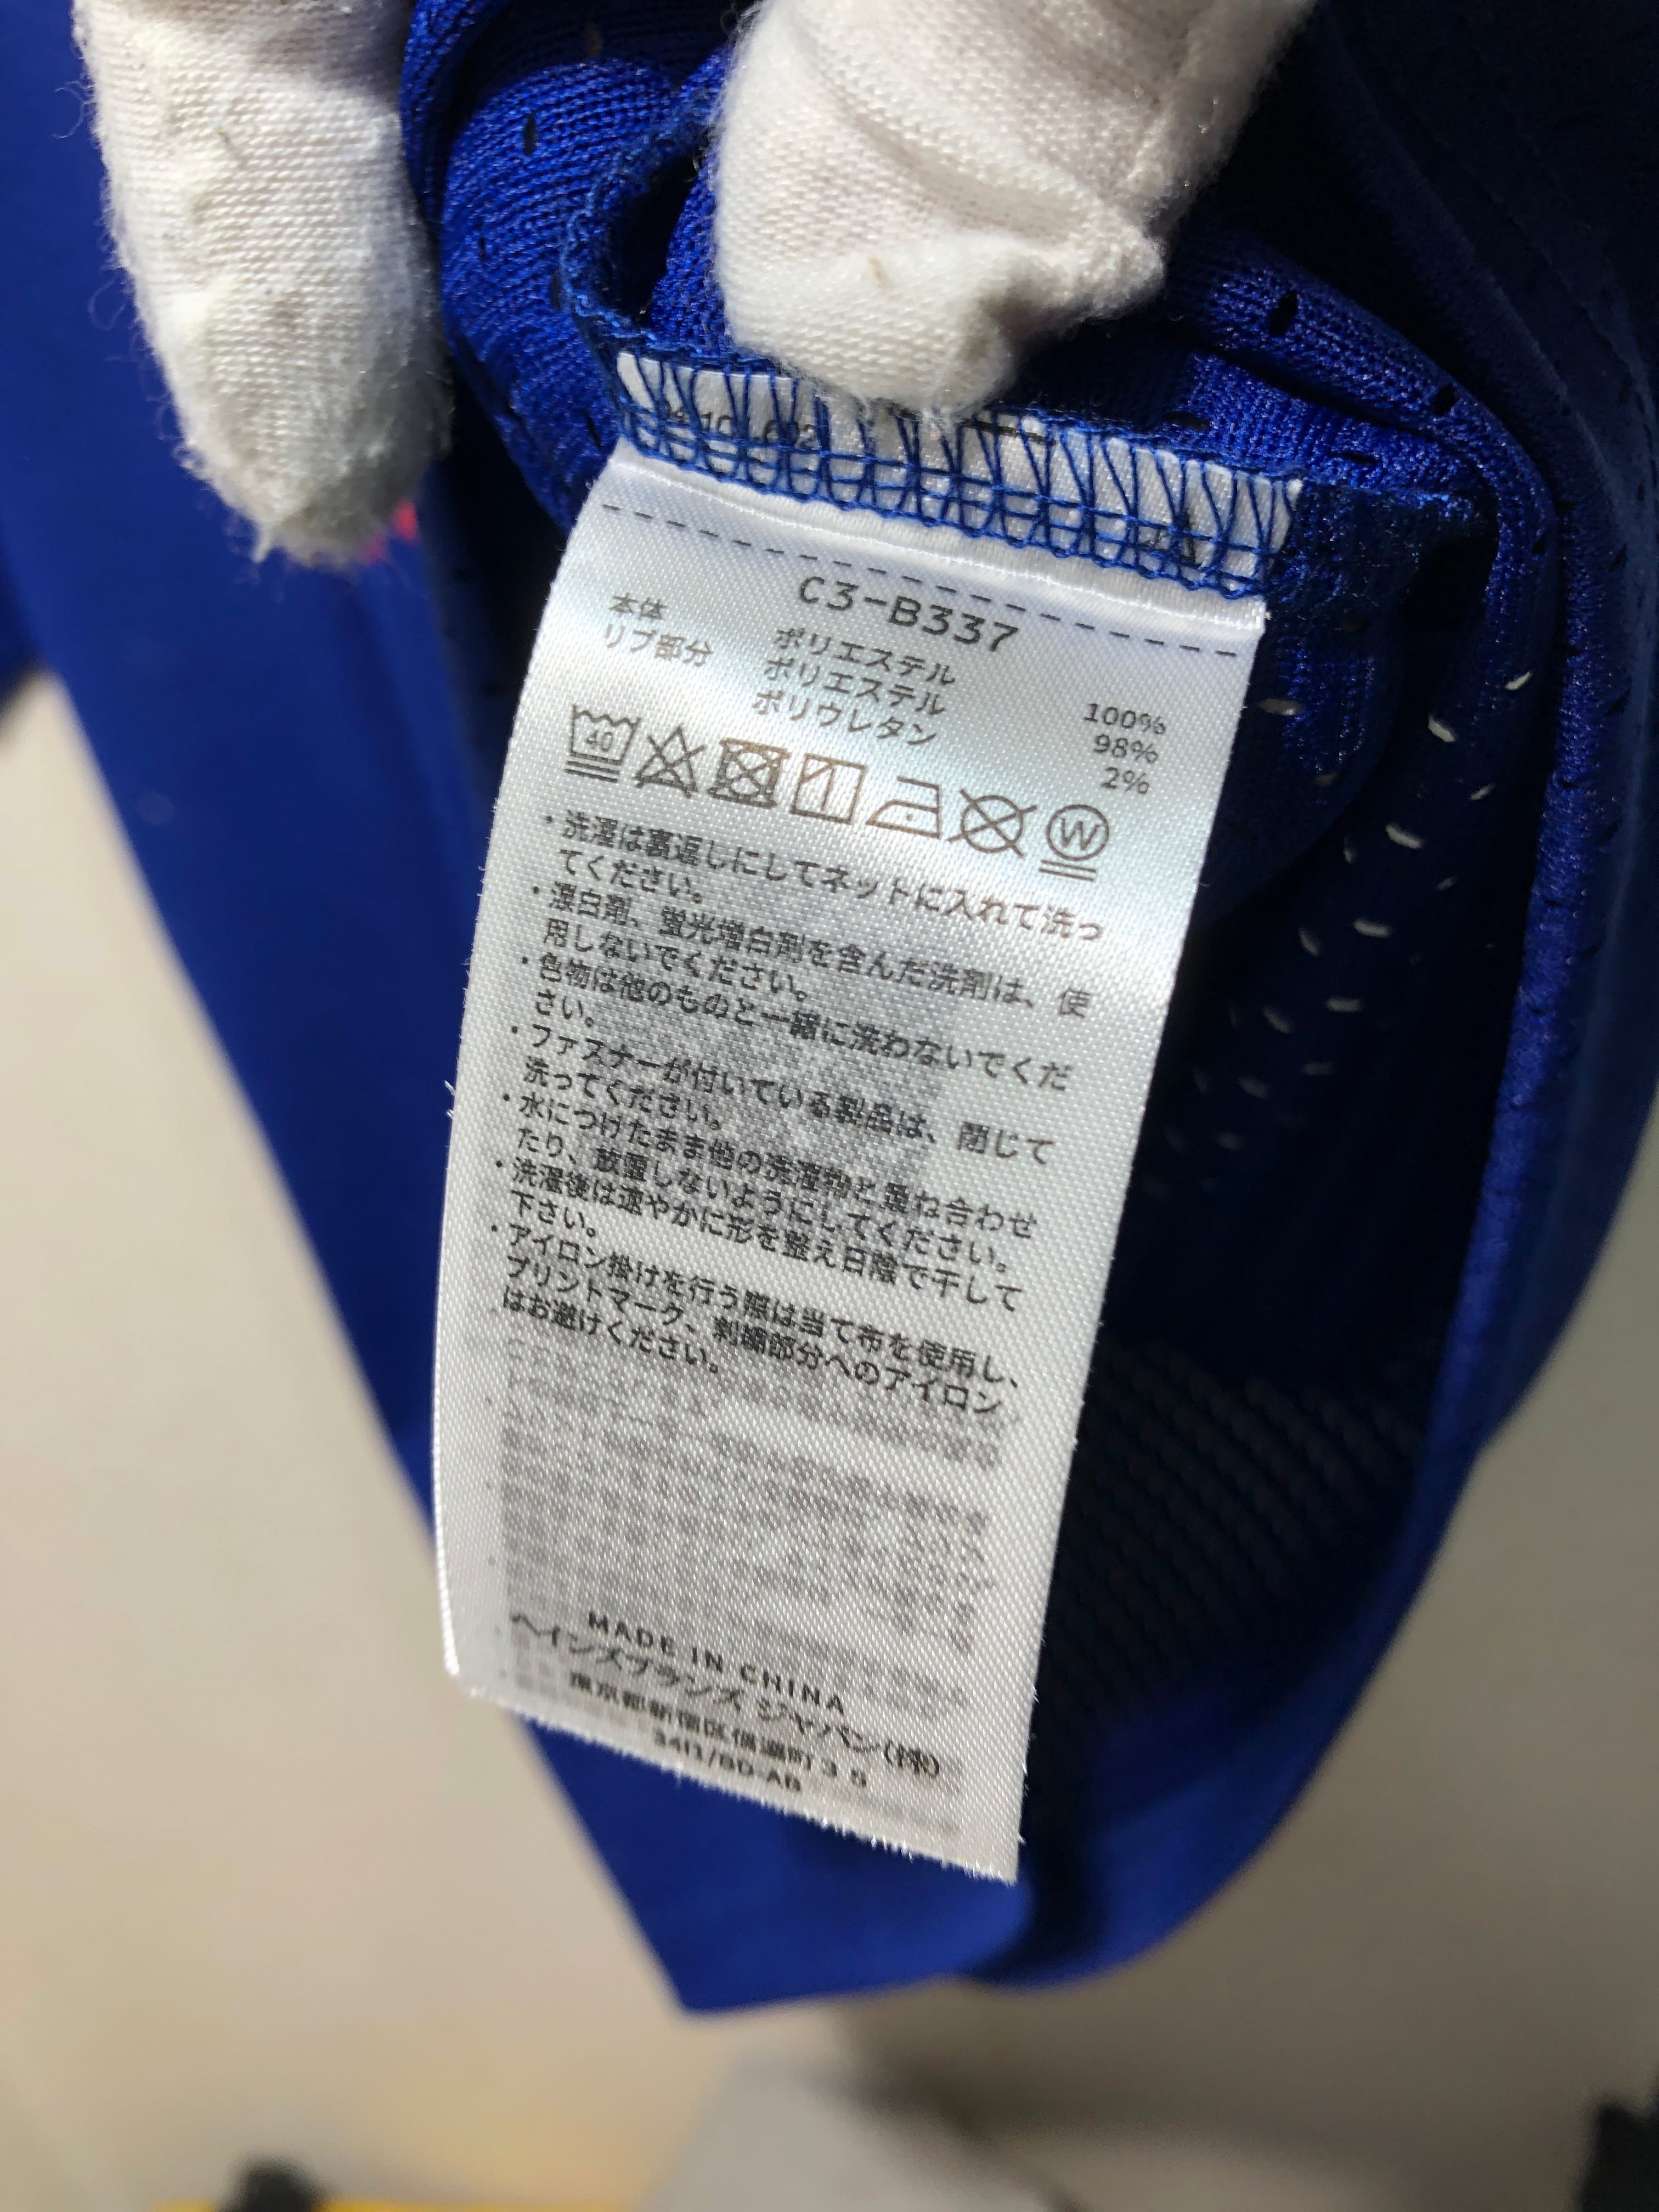 C3-B337
本体 ポリエステル 100%
リブ部分 ポリエステル 98%
ポリウレタン 2%
40
W
・洗濯は裏返しにしてネットに入れて洗っ
てください。
・漂白剤、蛍光増白剤を含んだ洗剤は、使
用しないでください。
・色物は他のものと一緒に洗わないでくだ
さい。
・ファスナーが付いている製品は、閉じて
洗ってください。
・水につけたまま他の洗濯物と重ね合わせ
たり、放置しないようにしてください。
・洗濯後は速やかに形を整え日陰で干して
下さい。
・アイロン掛けを行う際は当て布を使用し、
プリントマーク、刺繍部分へのアイロン
はお避けください。
MADE IN CHINA
ヘインズブランズ ジャパン(株)
東京都新宿区信濃町35